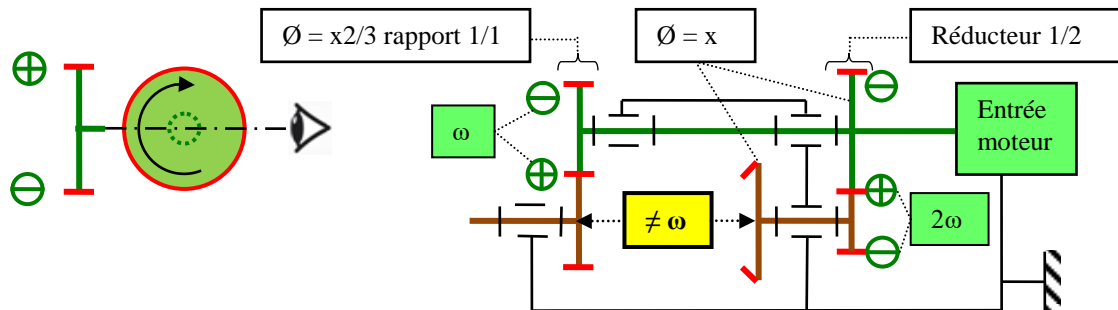 Ø = x2/3 rapport 1/1
Ø = x
Réducteur 1/2
ω
Entrée
moteur
≠ ω
2ω